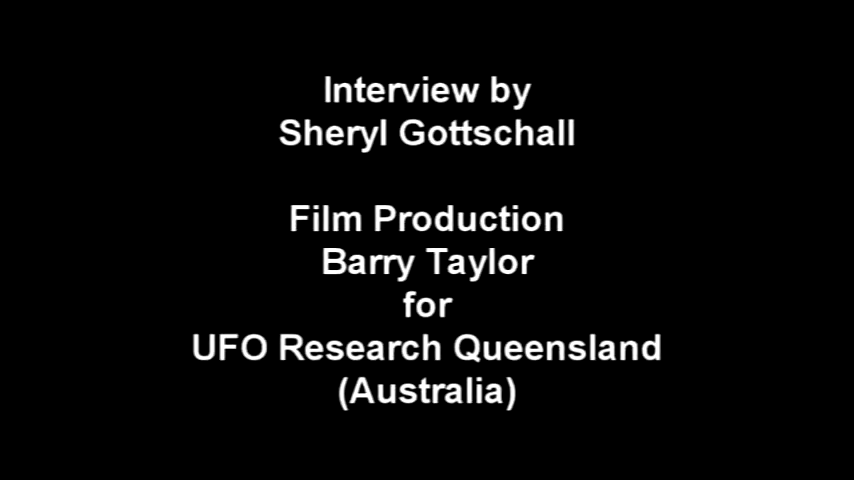 Interview by
Sheryl Gottschall
Film Production
Barry Taylor
for
UFO Research Queensland
(Australia)